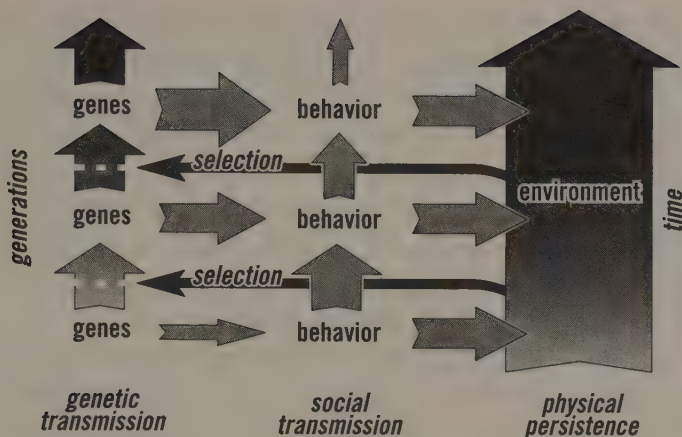 genes behavior
selection
environment
generations
genes behavior
time
selection
genes behavior
genetic transmission
social transmission
physical persistence